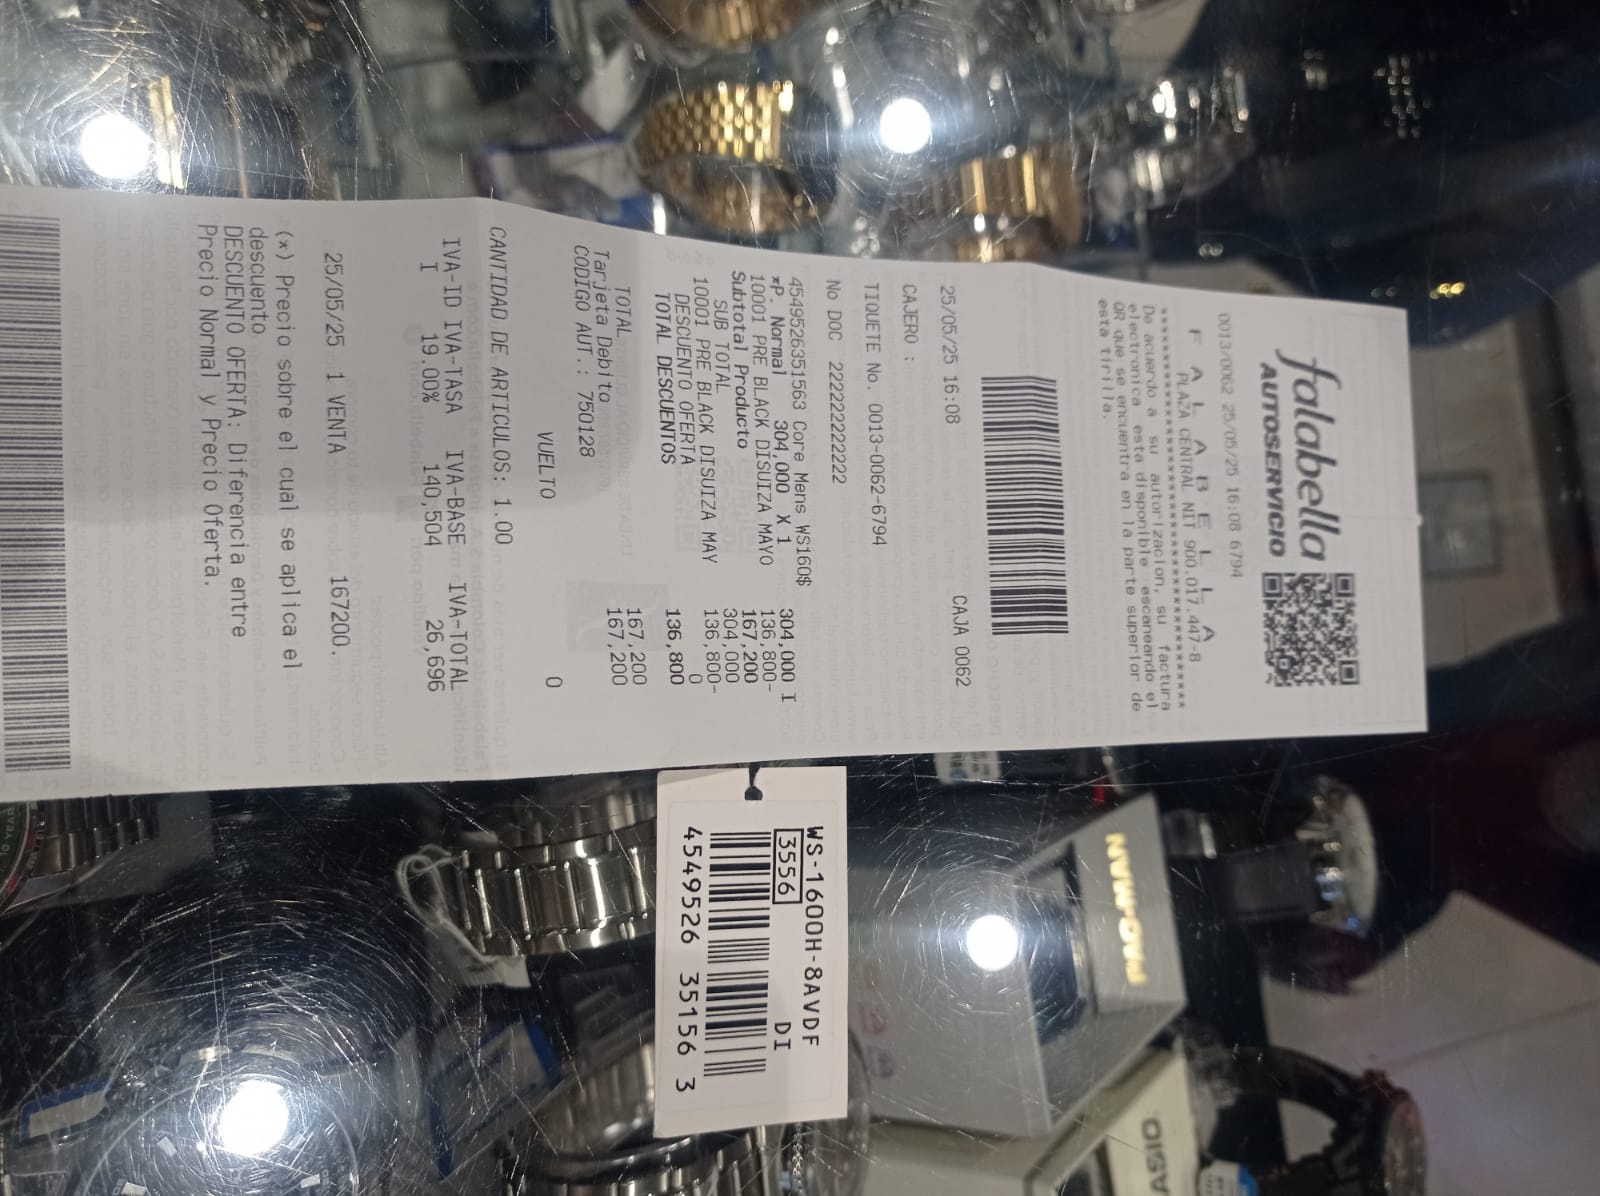 falabella
AUTOSERVICIO
0013/0062 25/05/25 16:08 6794
F A L A B E L L A
PLAZA CENTRAL NIT 900.017.447-8
De acuerdo a su autorizacion, su factura
electronica esta disponible escaneando el
QR que se encuentra en la parte superior de
esta tirilla.
25/05/25 16:08 CAJA 0062
CAJERO :
TIQUETE No. 0013-0062-6794
No DOC 222222222222
4549526351563 Core Mens WS160$ 304,000 I
*P. Normal 304,000 X 1
10001 PRE BLACK DISUIZA MAYO 136,800-
Subtotal Producto 167,200
SUB TOTAL 304,000
10001 PRE BLACK DISUIZA MAY 136,800-
DESCUENTO OFERTA 0
TOTAL DESCUENTOS 136,800
TOTAL 167,200
Tarjeta Debito 167,200
CODIGO AUT.: 750128
VUELTO 0
CANTIDAD DE ARTICULOS: 1.00
IVA-ID IVA-TASA IVA-BASE IVA-TOTAL
I 19.00% 140,504 26,696
25/05/25 1 VENTA 167200.
(*) Precio sobre el cual se aplica el
descuento
DESCUENTO OFERTA: Diferencia entre
Precio Normal y Precio Oferta.
WS-1600H-8AVDF
3556 DI
4549526 35156 3
PRO-TREK
ASIO